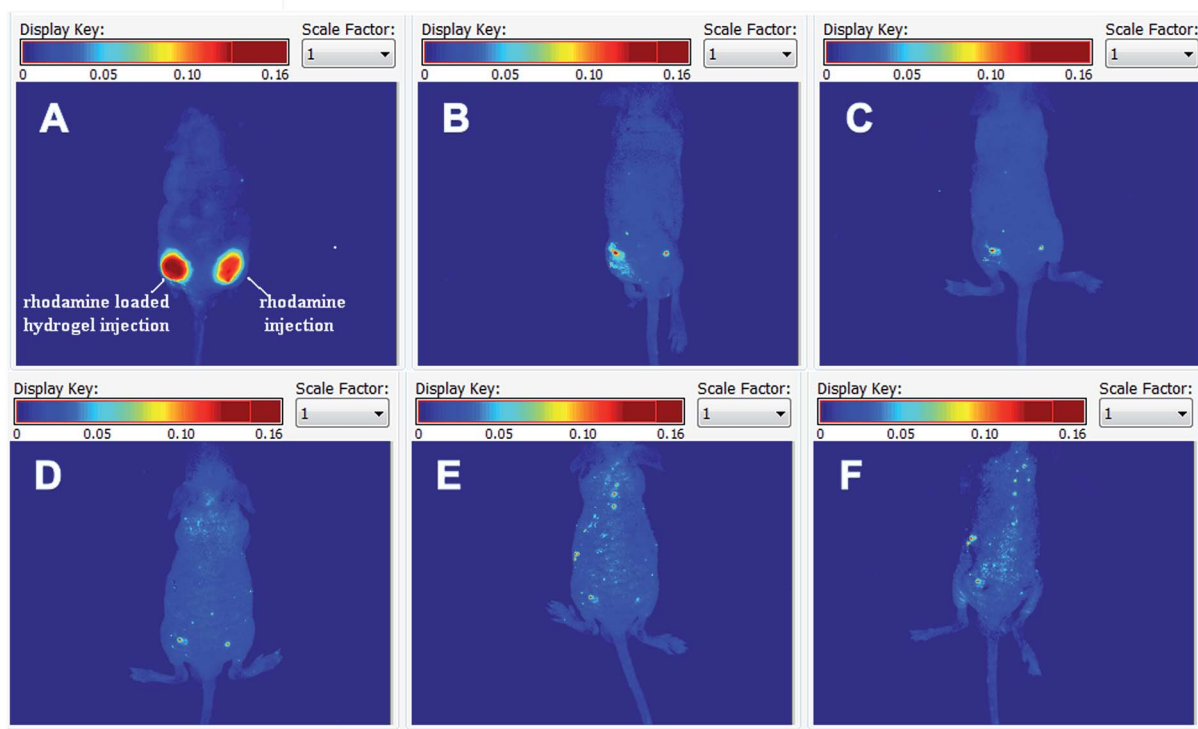 Display Key:
Scale Factor:
1
0
0.05
0.10
0.16
A
rhodamine loaded
hydrogel injection
rhodamine
injection
Display Key:
Scale Factor:
1
0
0.05
0.10
0.16
B
Display Key:
Scale Factor:
1
0
0.05
0.10
0.16
C
Display Key:
Scale Factor:
1
0
0.05
0.10
0.16
D
Display Key:
Scale Factor:
1
0
0.05
0.10
0.16
E
Display Key:
Scale Factor:
1
0
0.05
0.10
0.16
F